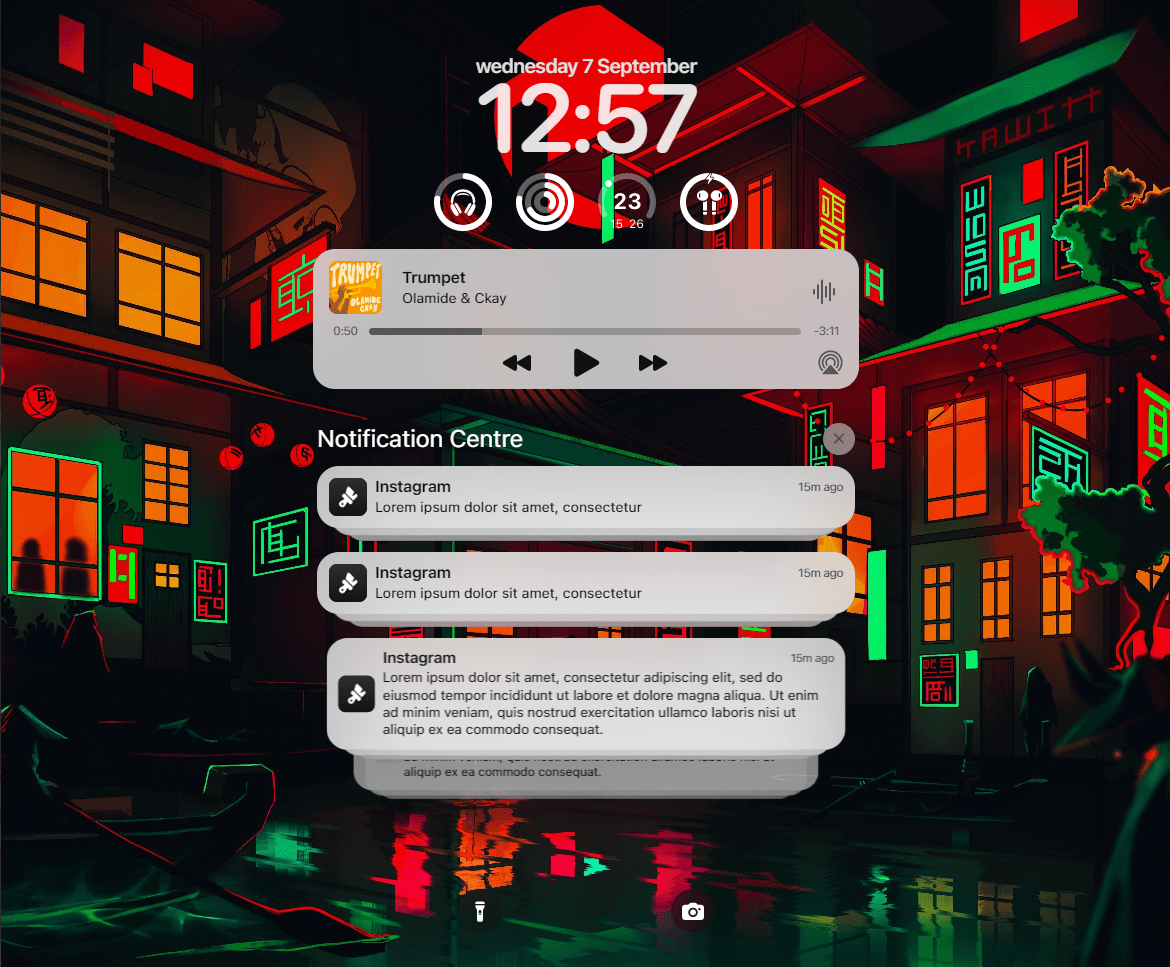 wednesday 7 September
12:57
23
15 26
TRUMPET
OLAMIDE
CKAY
Trumpet
Olamide & Ckay
0:50
-3:11
Notification Centre
Instagram
15m ago
Lorem ipsum dolor sit amet, consectetur
Instagram
15m ago
Lorem ipsum dolor sit amet, consectetur
Instagram
15m ago
Lorem ipsum dolor sit amet, consectetur adipiscing elit, sed do
eiusmod tempor incididunt ut labore et dolore magna aliqua. Ut enim
ad minim veniam, quis nostrud exercitation ullamco laboris nisi ut
aliquip ex ea commodo consequat.
aliquip ex ea commodo consequat.